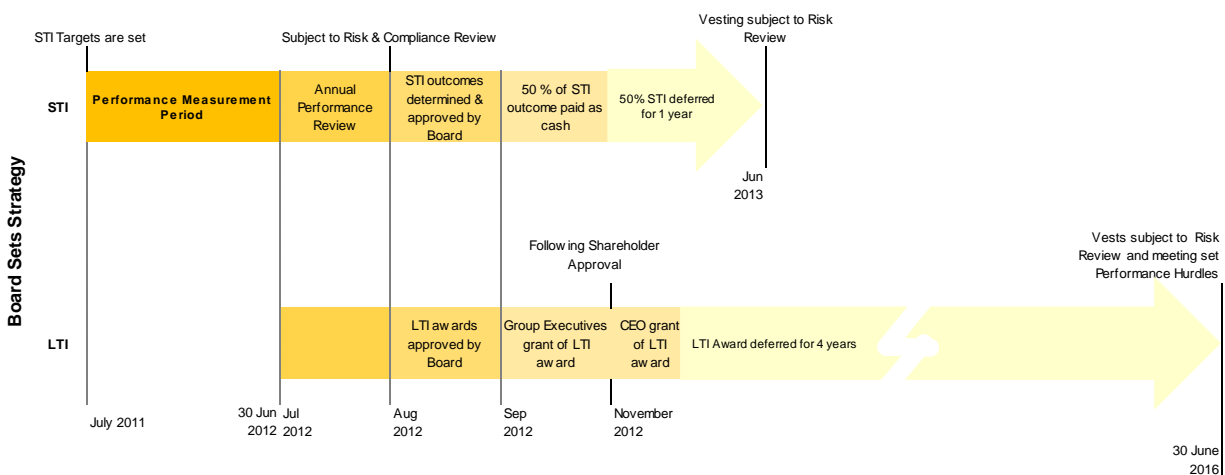 Vesting subject to Risk
Review
STI Targets are set
Subject to Risk & Compliance Review
Board Sets Strategy
STI
Performance Measurement
Period
Annual
Performance
Review
STI outcomes
determined &
approved by
Board
50 % of STI
outcome paid as
cash
50% STI deferred
for 1 year
Jun
2013
Following Shareholder
Approval
Vests subject to Risk
Review and meeting set
Performance Hurdles
LTI
LTI awards
approved by
Board
Group Executives
grant of LTI
award
CEO grant
of LTI
award
LTI Award deferred for 4 years
July 2011
30 Jun
2012
Jul
2012
Aug
2012
Sep
2012
November
2012
30 June
2016